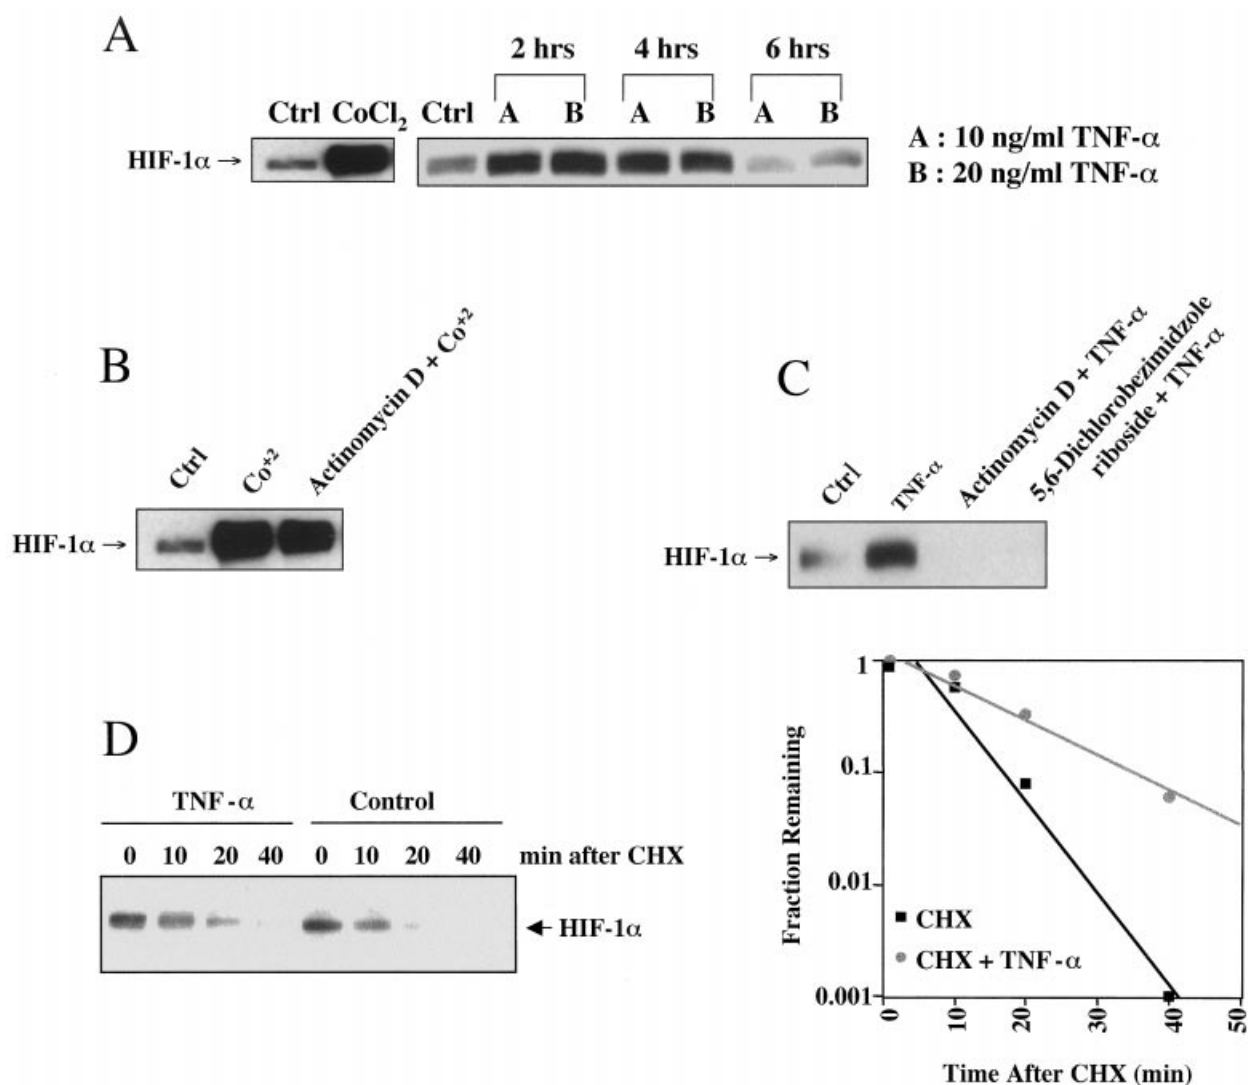 A
2 hrs 4 hrs 6 hrs
Ctrl CoCl2 Ctrl A B A B A B
HIF-1α →
A : 10 ng/ml TNF-α
B : 20 ng/ml TNF-α
B
Ctrl
Co+2
Actinomycin D + Co+2
HIF-1α →
C
Ctrl
TNF-α
Actinomycin D + TNF-α
5,6-Dichlorobezimidzole
riboside + TNF-α
HIF-1α →
D
TNF-α Control
0 10 20 40 0 10 20 40 min after CHX
HIF-1α
Fraction Remaining
1
0.1
0.01
0.001
CHX
CHX + TNF-α
0 10 20 30 40 50
Time After CHX (min)